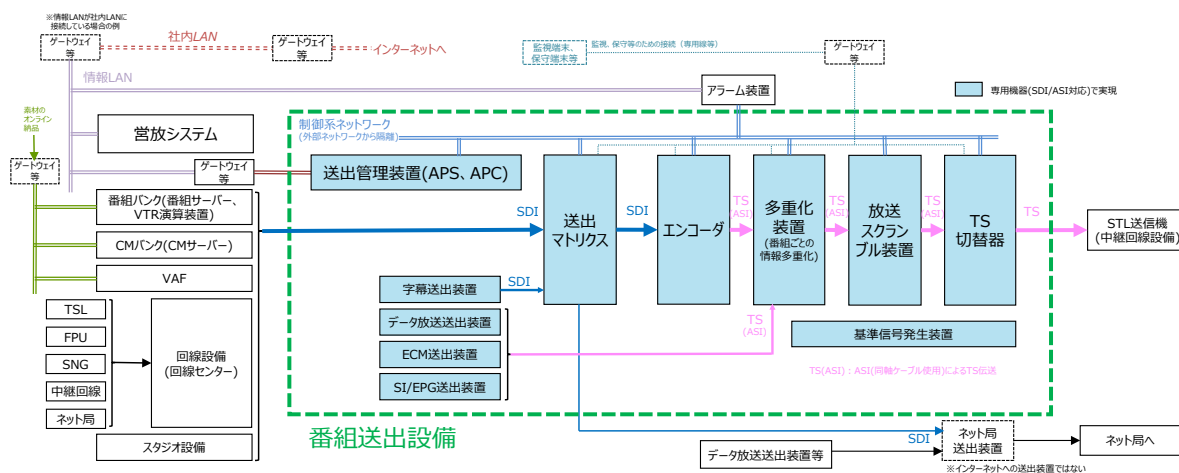 ※情報LANが社内LANに
接続している場合の例
ゲートウェイ
等
社内LAN
ゲートウェイ
等
インターネットへ
監視端末、
保守端末等
監視、保守等のための接続（専用線等）
ゲートウェイ
等
情報LAN
アラーム装置
専用機器(SDI/ASI対応)で実現
素材の
オンライン
納品
営放システム
制御系ネットワーク
(外部ネットワークから隔離)
ゲートウェイ
等
ゲートウェイ
等
送出管理装置(APS、APC)
番組バンク(番組サーバー、
VTR演算装置)
CMバンク(CMサーバー)
VAF
SDI
送出
マトリクス
SDI
エンコーダ
TS
(ASI)
多重化
装置
(番組ごとの
情報多重化)
TS
(ASI)
放送
スクラン
ブル装置
TS
(ASI)
TS
切替器
TS
STL送信機
(中継回線設備)
字幕送出装置
SDI
データ放送送出装置
ECM送出装置
SI/EPG送出装置
TS
(ASI)
基準信号発生装置
TS(ASI)：ASI(同軸ケーブル使用)によるTS伝送
TSL
FPU
SNG
中継回線
ネット局
回線設備
(回線センター)
スタジオ設備
番組送出設備
SDI
データ放送送出装置等
ネット局
送出装置
ネット局へ
※インターネットへの送出装置ではない